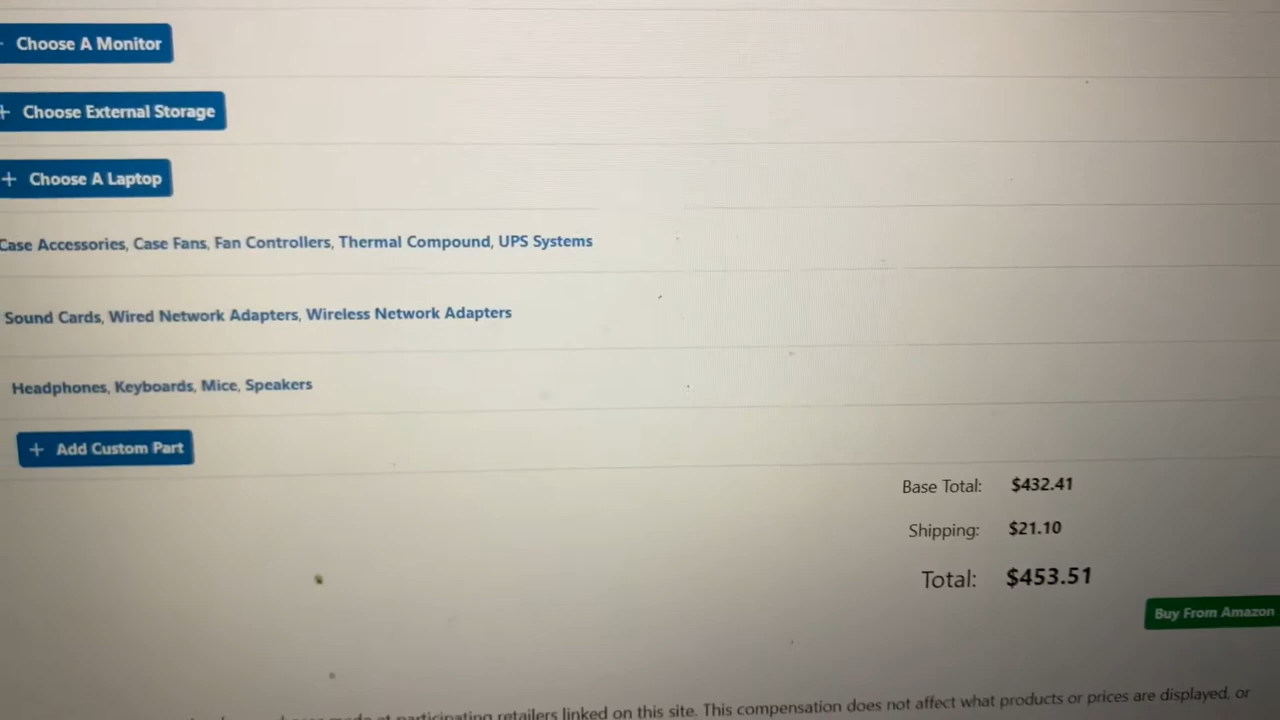 Choose A Monitor
+ Choose External Storage
+ Choose A Laptop
Case Accessories, Case Fans, Fan Controllers, Thermal Compound, UPS Systems
Sound Cards, Wired Network Adapters, Wireless Network Adapters
Headphones, Keyboards, Mice, Speakers
+ Add Custom Part
Base Total: $432.41
Shipping: $21.10
Total: $453.51
Buy From Amazon
at participating retailers linked on this site. This compensation does not affect what products or prices are displayed, or